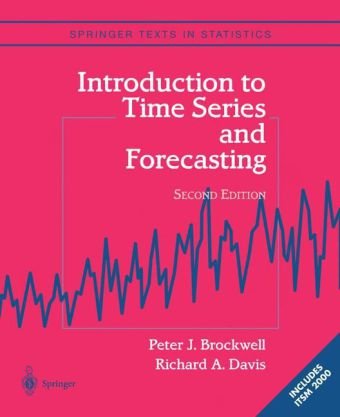 SPRINGER TEXTS IN STATISTICS
Introduction to
Time Series
and
Forecasting
SECOND EDITION
Peter J. Brockwell
Richard A. Davis
Springer
INCLUDES
ITSM 2000